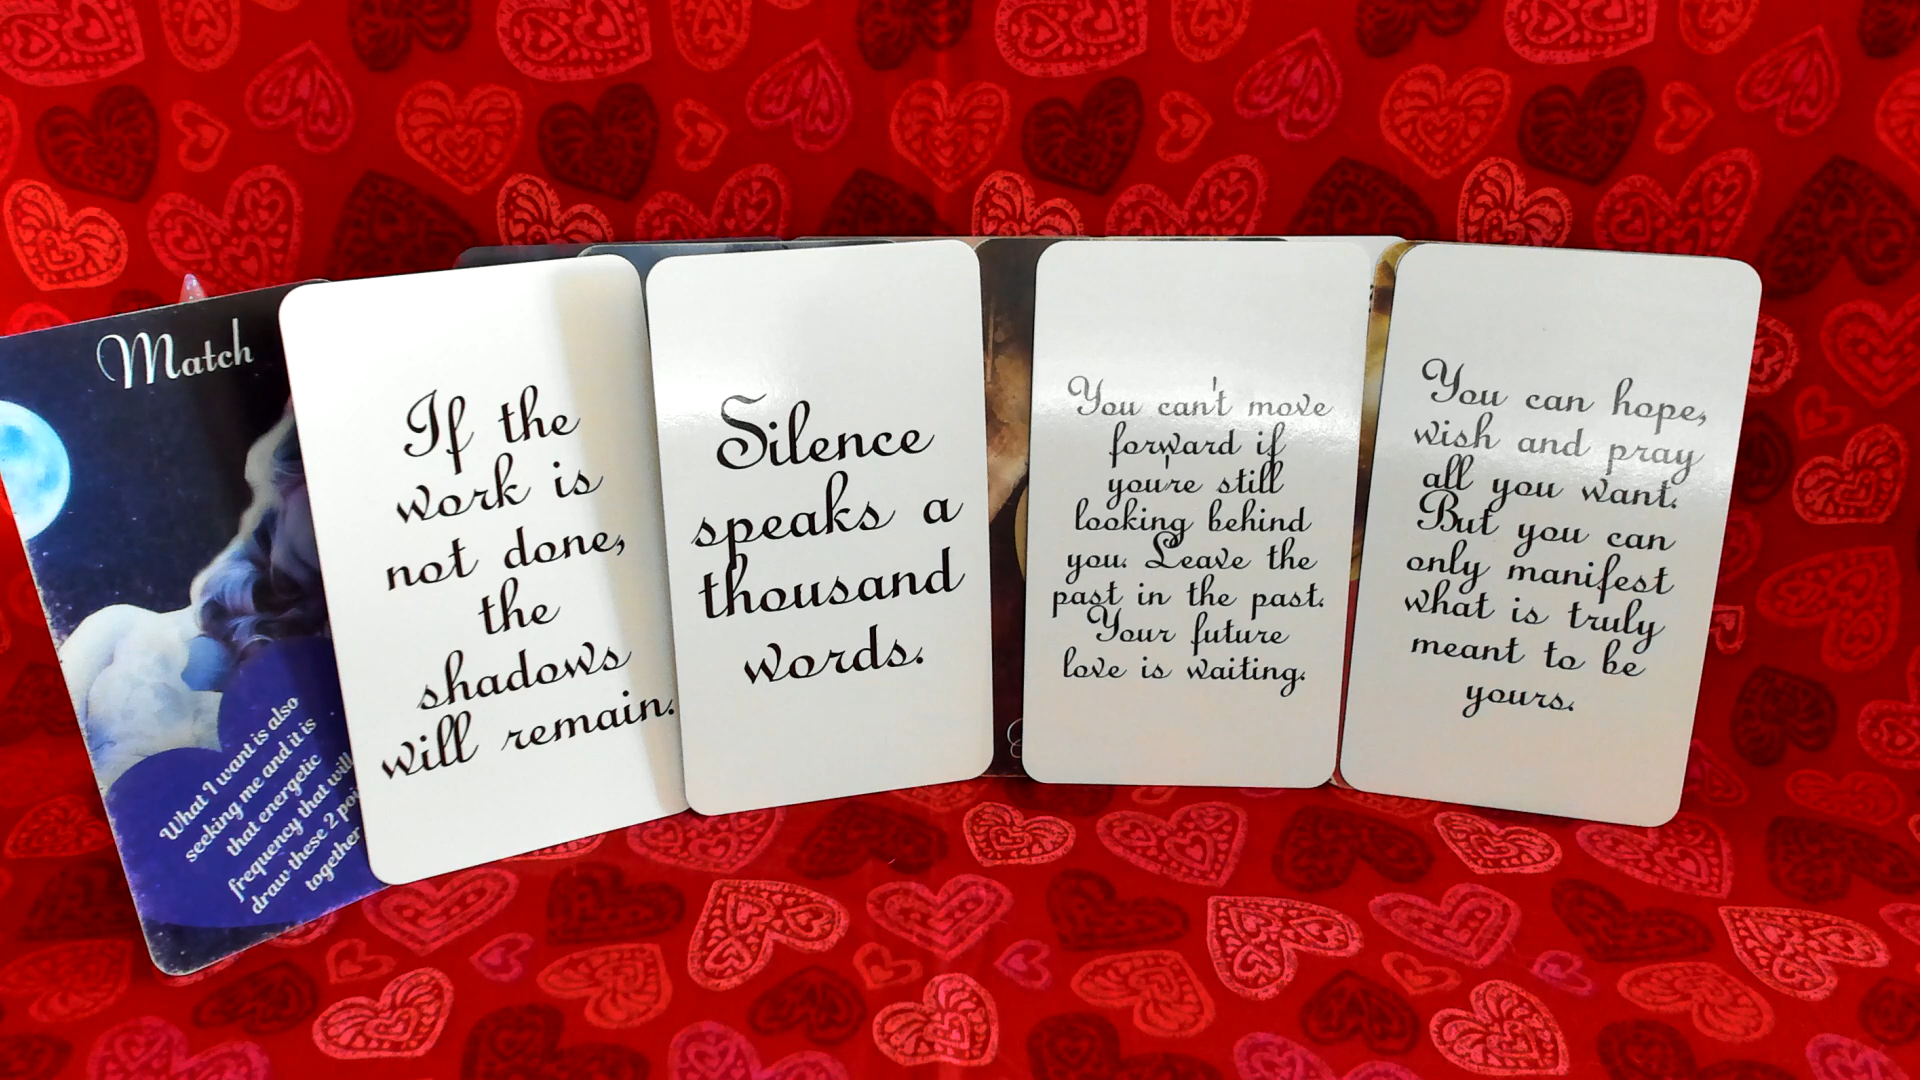 Match
What I want is also
seeking me and it is
that energetic
frequency that will
draw these 2
together
If the
work is
not done,
the
shadows
will remain.
Silence
speaks a
thousand
words.
You can't move
forward if
you're still
looking behind
you. Leave the
past in the past.
Your future
love is waiting.
You can hope,
wish and pray
all you want.
But you can
only manifest
what is truly
meant to be
yours.